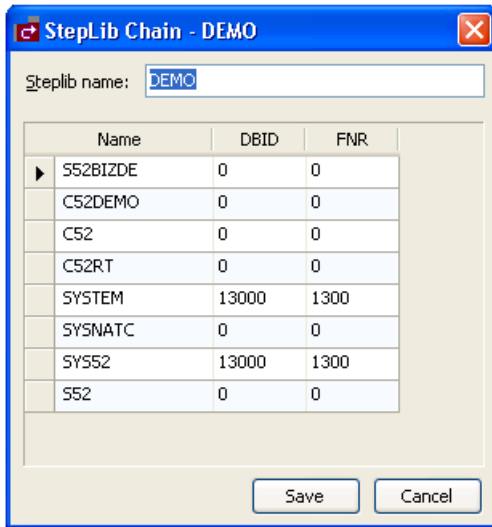 StepLib Chain - DEMO
Steplib name: DEMO
Name DBID FNR
S52BIZDE 0 0
C52DEMO 0 0
C52 0 0
C52RT 0 0
SYSTEM 13000 1300
SYSNATC 0 0
SYS52 13000 1300
S52 0 0
Save Cancel